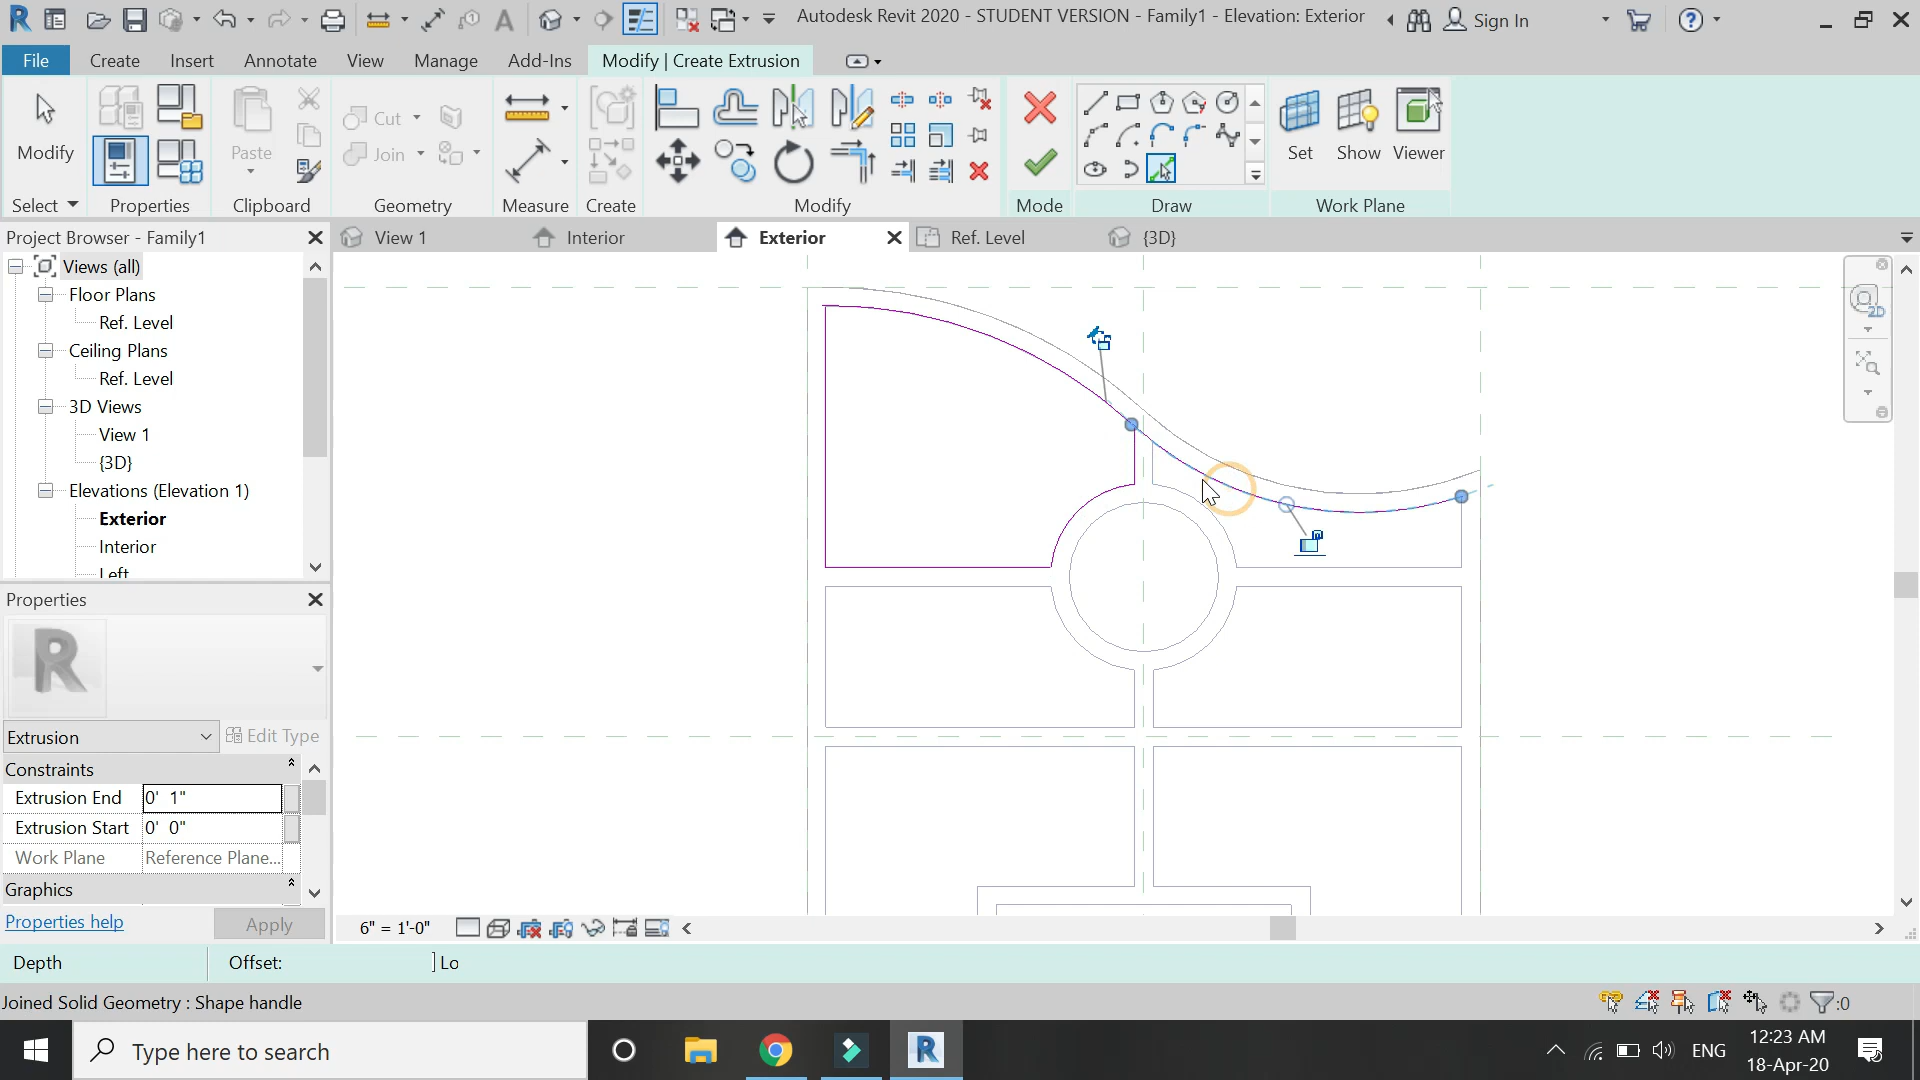 Autodesk Revit 2020 - STUDENT VERSION - Family1 - Elevation: Exterior
Sign In
File
Create
Insert
Annotate
View
Manage
Add-Ins
Modify | Create Extrusion
Modify
Paste
Cut
Join
Set
Show
Viewer
Select
Properties
Clipboard
Geometry
Measure
Create
Modify
Mode
Draw
Work Plane
Project Browser - Family1
View 1
Interior
Exterior
Ref. Level
{3D}
Views (all)
Floor Plans
Ref. Level
Ceiling Plans
Ref. Level
3D Views
View 1
{3D}
Elevations (Elevation 1)
Exterior
Interior
Left
2D
Properties
R
Extrusion
Edit Type
Constraints
Extrusion End 0' 1"
Extrusion Start 0' 0"
Work Plane Reference Plane...
Graphics
Properties help
Apply
6" = 1'-0"
Depth
Offset:
Lo
Joined Solid Geometry : Shape handle
:0
Type here to search
R
ENG
12:23 AM
18-Apr-20